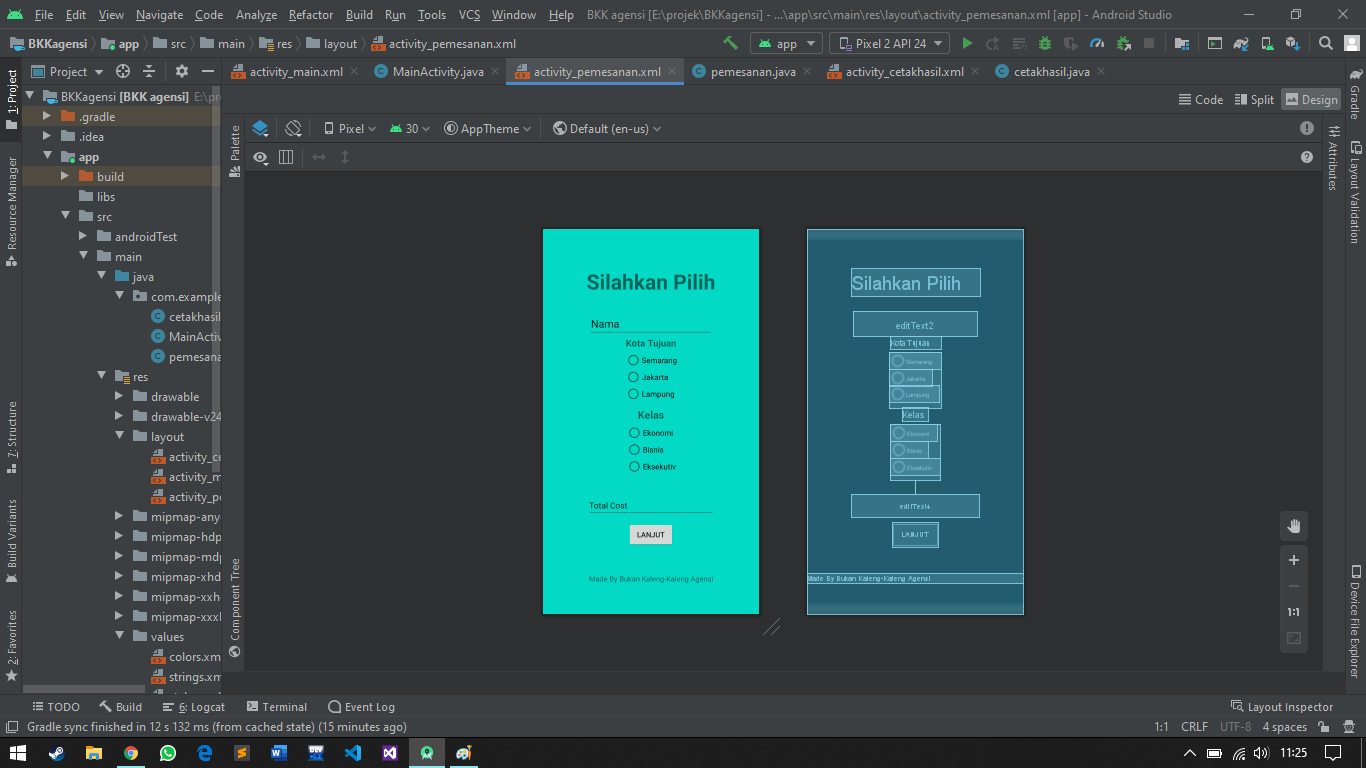 File Edit View Navigate Code Analyze Refactor Build Run Tools VCS Window Help BKK agensi [E:\projek\BKKagensi] - ...\app\src\main\res\layout\activity_pemesanan.xml [app] - Android Studio
BKKagensi app src main res layout activity_pemesanan.xml app Pixel 2 API 24
1: Project
Resource Manager
7: Structure
Build Variants
2: Favorites
Project
activity_main.xml MainActivity.java activity_pemesanan.xml pemesanan.java activity_cetakhasil.xml cetakhasil.java
BKKagensi [BKK agensi] E:\pr
.gradle
.idea
app
build
libs
src
androidTest
main
java
com.example
cetakhasil
MainActiv
pemesana
res
drawable
drawable-v24
layout
activity_ce
activity_m
activity_pe
mipmap-any
mipmap-hdp
mipmap-mdp
mipmap-xhd
mipmap-xxh
mipmap-xxxh
values
colors.xm
strings.xm
Code Split Design
Palette
Component Tree
Pixel 30 AppTheme Default (en-us)
Silahkan Pilih
Nama
Kota Tujuan
Semarang
Jakarta
Lampung
Kelas
Ekonomi
Bisnis
Eksekutiv
Total Cost
LANJUT
Made By Bukan Kaleng-Kaleng Agensi
Silahkan Pilih
editText2
Kota Tujuan
Semarang
Jakarta
Lampung
Kelas
Ekonomi
Bisnis
Eksekutiv
editText4
LANJUT
Made By Bukan Kaleng-Kaleng Agensi
1:1
Attributes
Gradle
Layout Validation
Device File Explorer
TODO Build 6: Logcat Terminal Event Log Layout Inspector
Gradle sync finished in 12 s 132 ms (from cached state) (15 minutes ago) 1:1 CRLF UTF-8 4 spaces
11:25